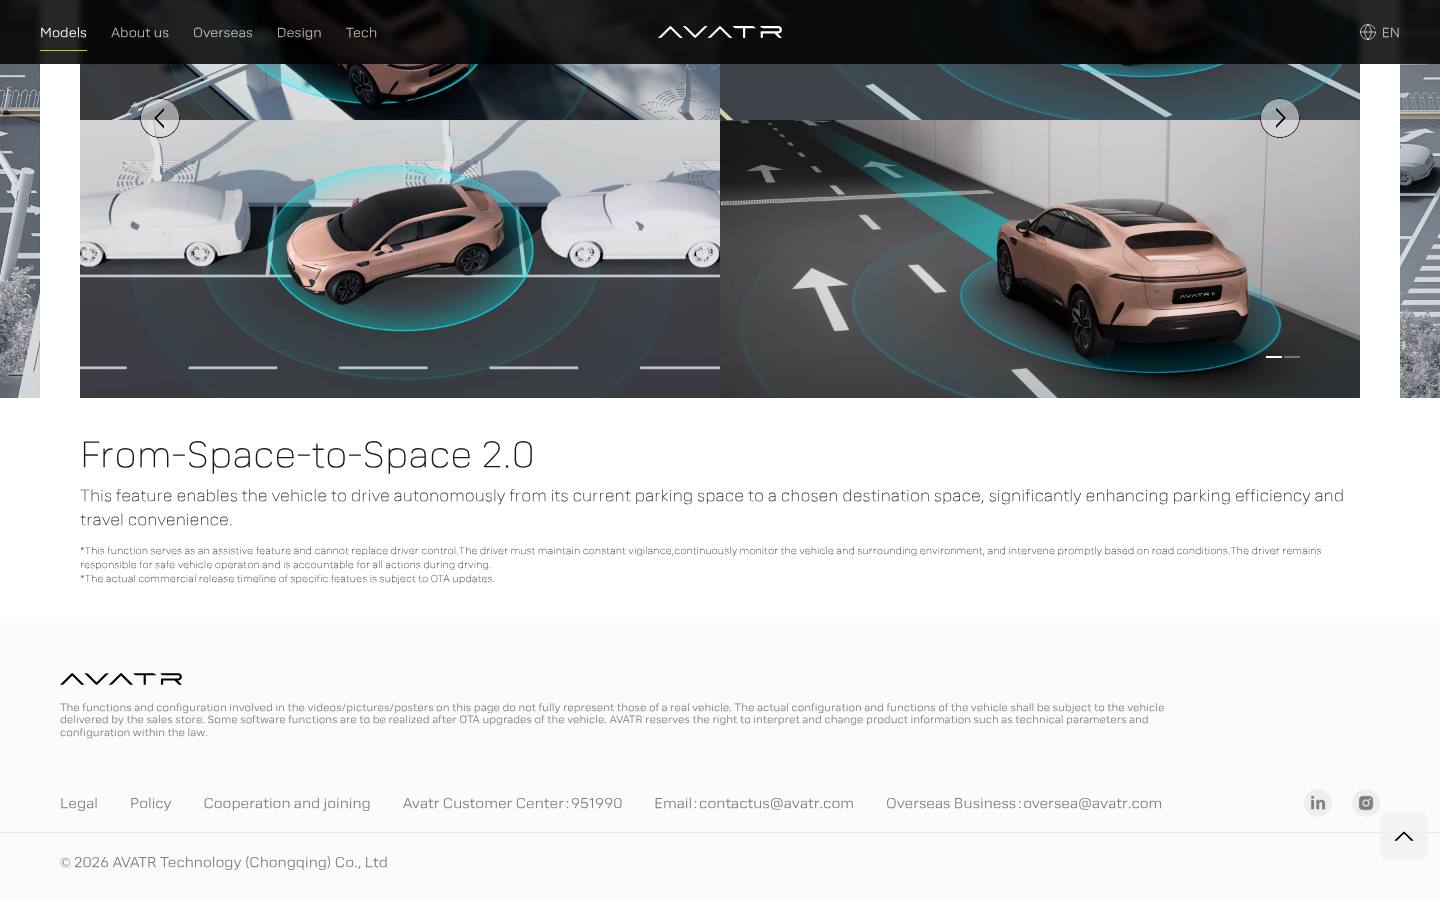 Models About us Overseas Design Tech AVATR EN
AVATR 11
From-Space-to-Space 2.0
This feature enables the vehicle to drive autonomously from its current parking space to a chosen destination space, significantly enhancing parking efficiency and
travel convenience.
*This function serves as an assistive feature and cannot replace driver control.The driver must maintain constant vigilance,continuously monitor the vehicle and surrounding environment, and intervene promptly based on road conditions.The driver remains
responsible for safe vehicle operaton and is accountable for all actions during drving.
*The actual commercial release timeline of specific featues is subject to OTA updates.
AVATR
The functions and configuration involved in the videos/pictures/posters on this page do not fully represent those of a real vehicle. The actual configuration and functions of the vehicle shall be subject to the vehicle
delivered by the sales store. Some software functions are to be realized after OTA upgrades of the vehicle. AVATR reserves the right to interpret and change product information such as technical parameters and
configuration within the law.
Legal Policy Cooperation and joining Avatr Customer Center:951990 Email:contactus@avatr.com Overseas Business:oversea@avatr.com in
© 2026 AVATR Technology (Chongqing) Co., Ltd